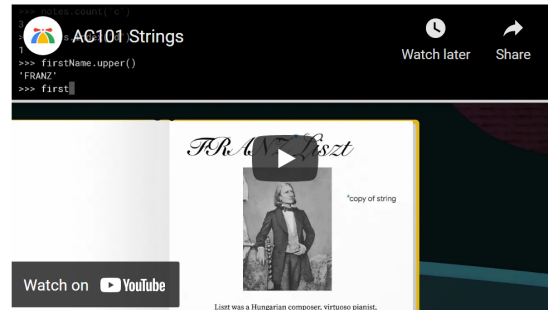 >>> notes.count('c')
3
AG101 Strings
1
>>> firstName.upper()
'FRANZ'
>>> first
Watch later
Share
FRANZ Liszt
"copy of string
Watch on YouTube
Liszt was a Hungarian composer, virtuoso pianist,